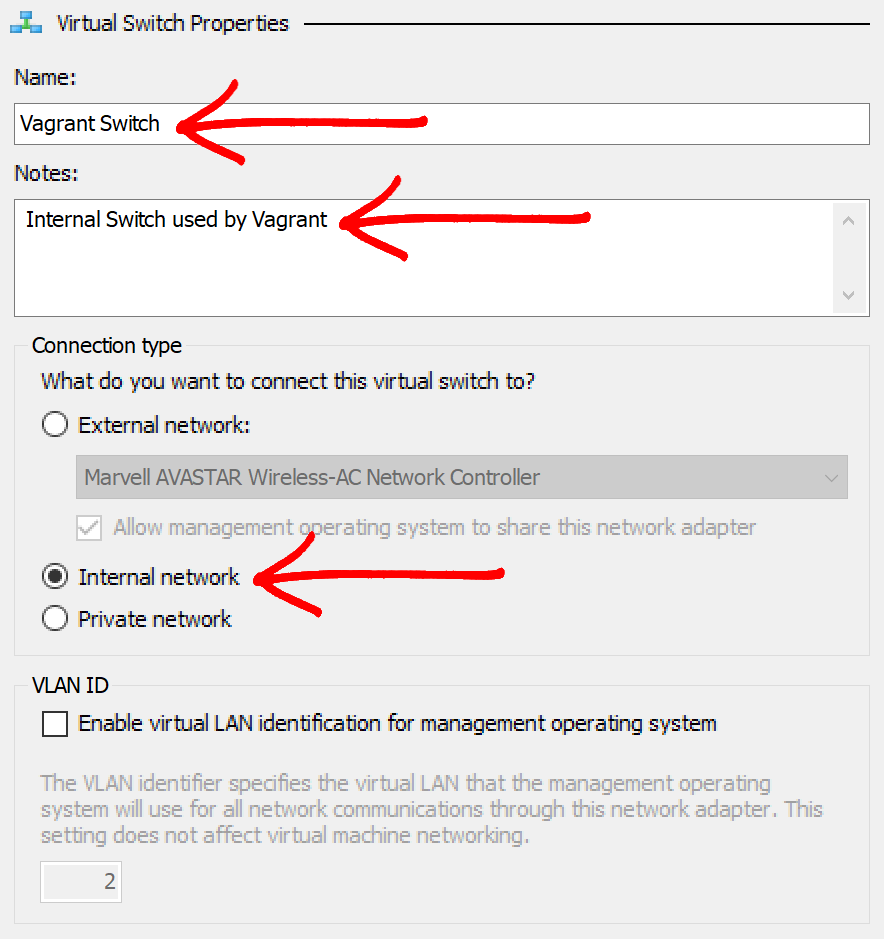 Virtual Switch Properties
Name:
Vagrant Switch
Notes:
Internal Switch used by Vagrant
Connection type
What do you want to connect this virtual switch to?
External network:
Marvell AVASTAR Wireless-AC Network Controller
Allow management operating system to share this network adapter
Internal network
Private network
VLAN ID
Enable virtual LAN identification for management operating system
The VLAN identifier specifies the virtual LAN that the management operating
system will use for all network communications through this network adapter. This
setting does not affect virtual machine networking.
2